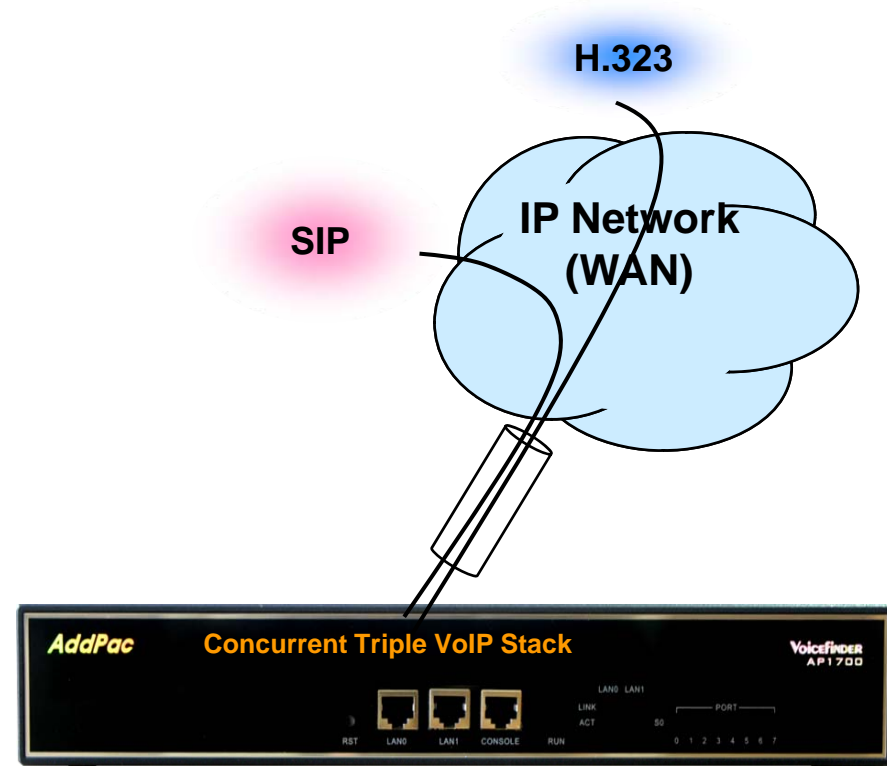 H.323
SIP
IP Network
(WAN)
AddPac
Concurrent Triple VoIP Stack
VoiceFinder
AP1700
LAN0 LAN1
LINK
PORT
ACT
S0
RST
LAN0
LAN1
CONSOLE
RUN
0 1 2 3 4 5 6 7